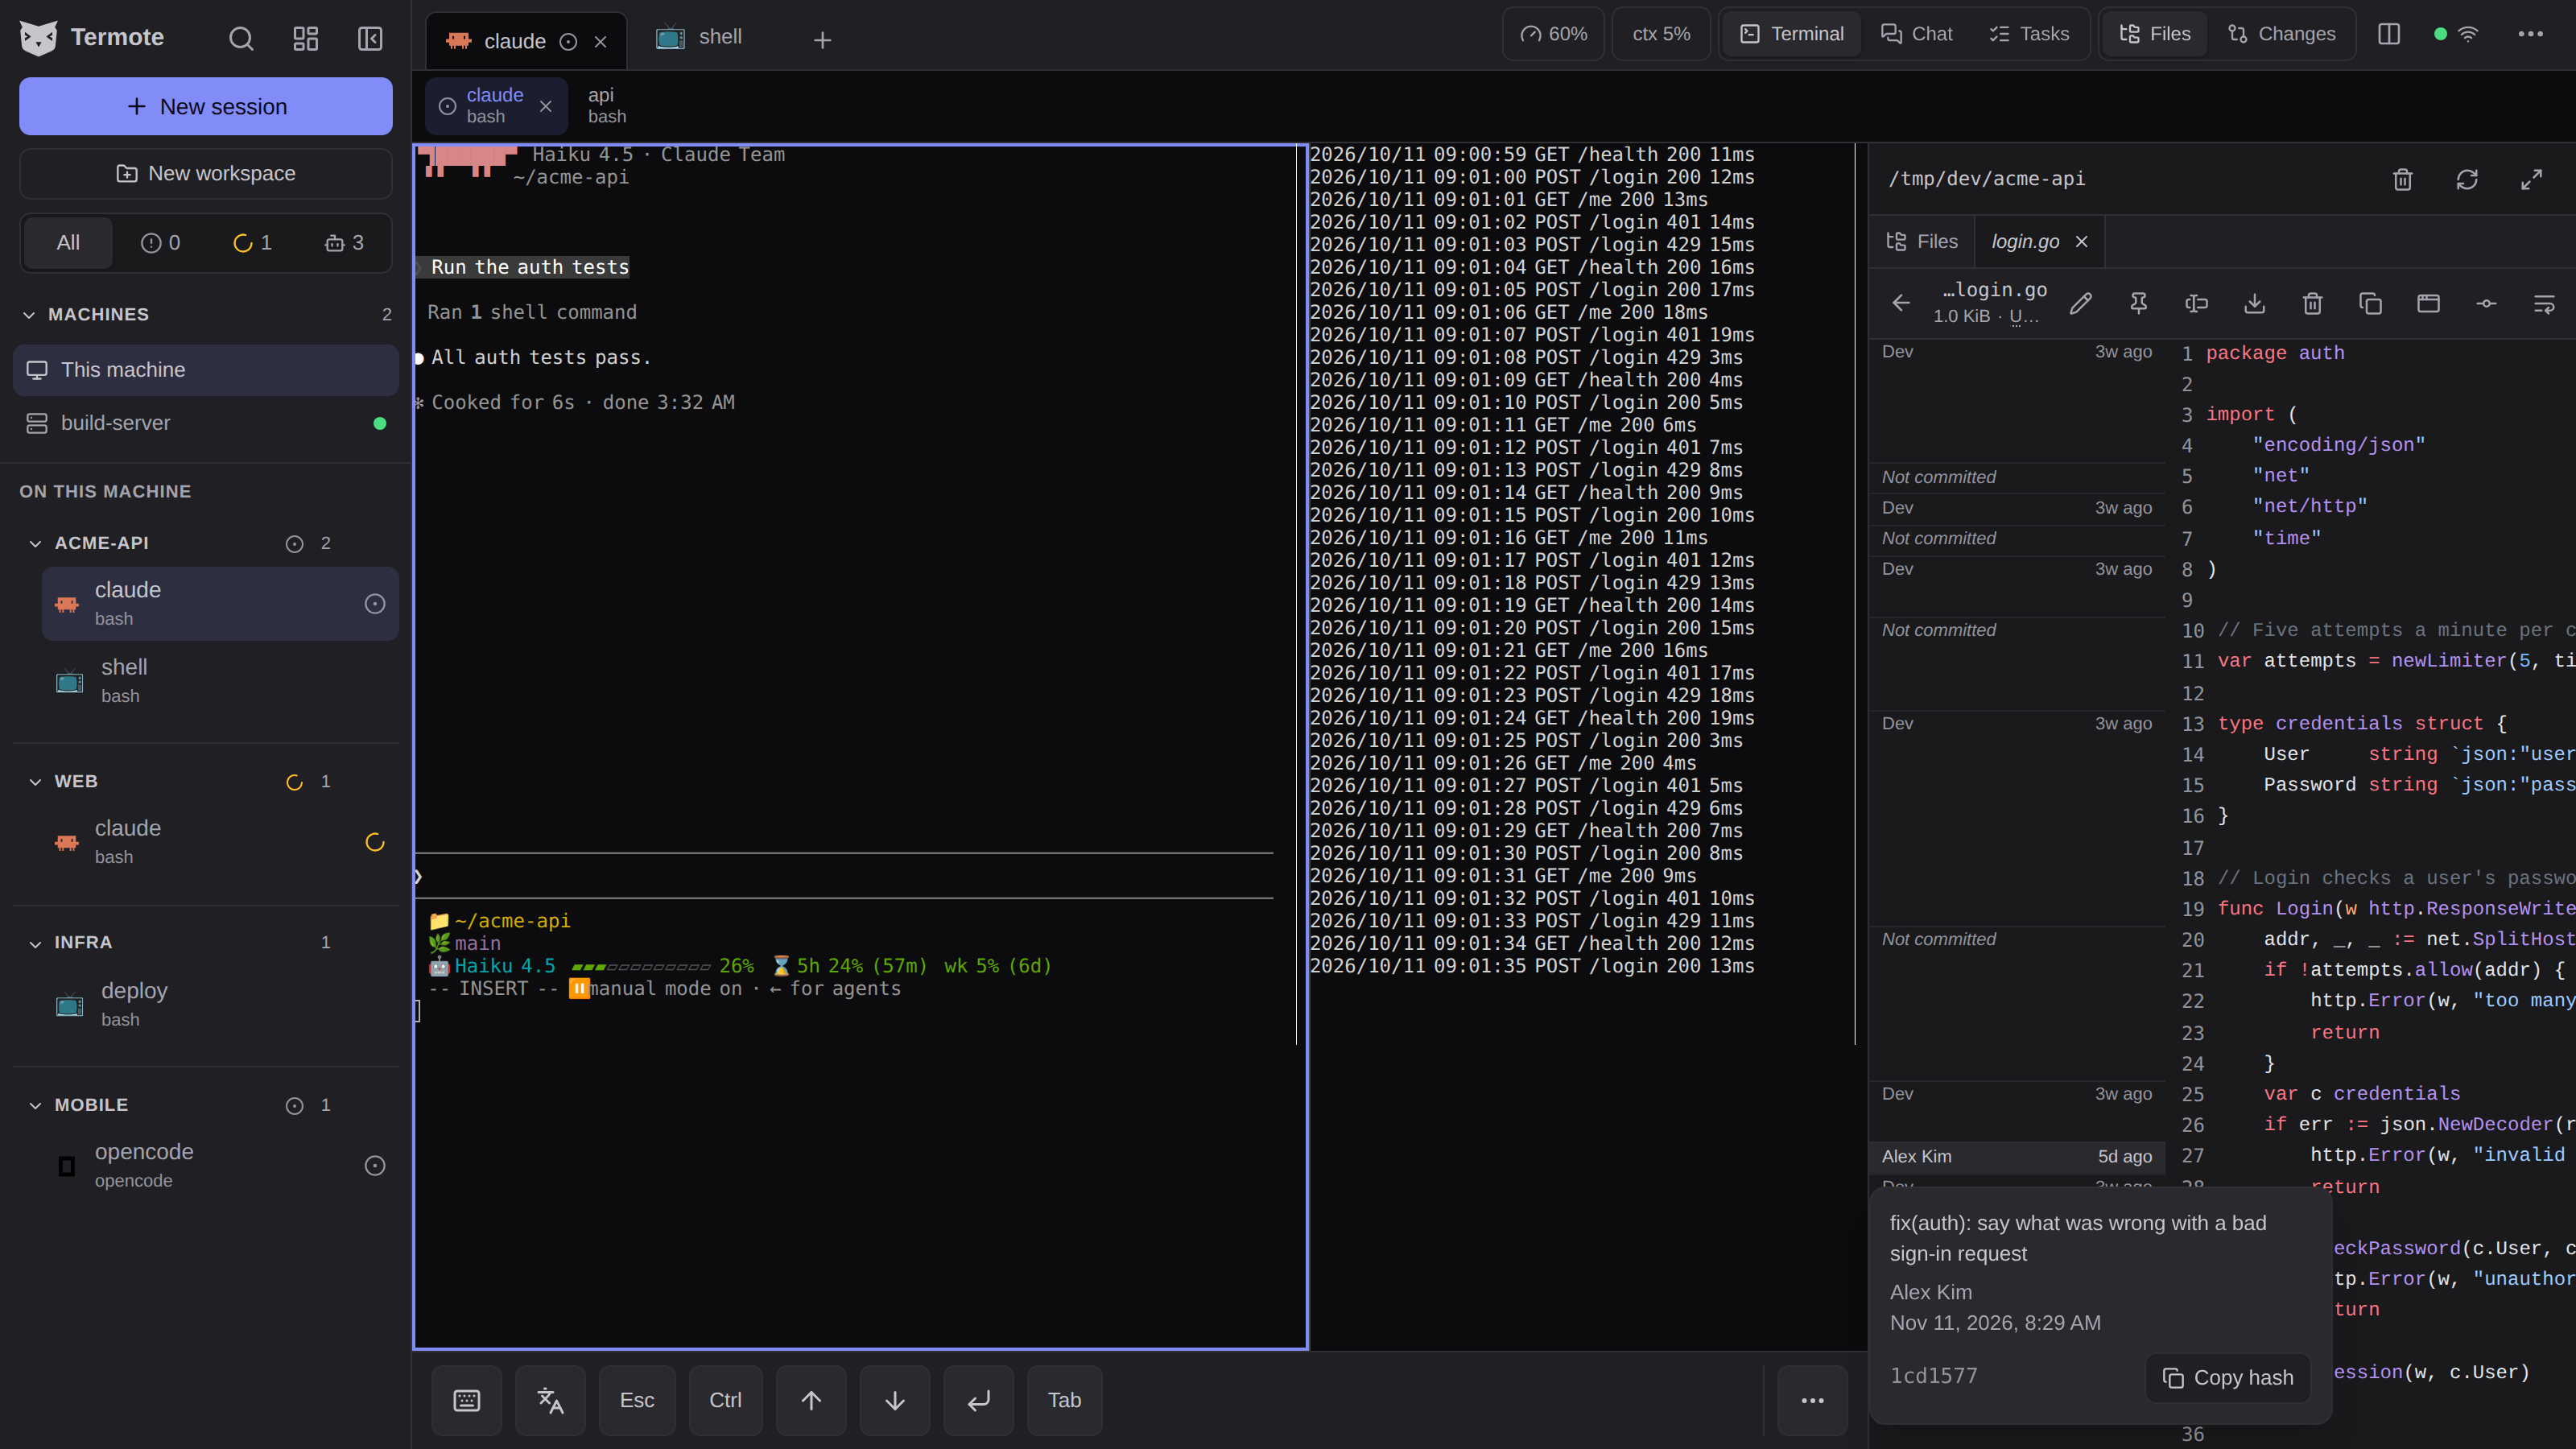 Termote
New session
New workspace
All
0
1
3
MACHINES
2
This machine
build-server
ON THIS MACHINE
ACME-API
2
claude
bash
shell
bash
WEB
1
claude
bash
INFRA
1
deploy
bash
MOBILE
1
opencode
opencode
claude
shell
60%
ctx 5%
Terminal
Chat
Tasks
Files
Changes
claude
bash
api
bash
Haiku 4.5 · Claude Team
~/acme-api
Run the auth tests
Ran 1 shell command
● All auth tests pass.
✻ Cooked for 6s · done 3:32 AM
❯
📁 ~/acme-api
🌿 main
🤖 Haiku 4.5 ▰▰▰▱▱▱▱▱▱▱▱▱ 26% ⌛ 5h 24% (57m) wk 5% (6d)
-- INSERT -- ⏸ manual mode on · ← for agents
2026/10/11 09:00:59 GET /health 200 11ms
2026/10/11 09:01:00 POST /login 200 12ms
2026/10/11 09:01:01 GET /me 200 13ms
2026/10/11 09:01:02 POST /login 401 14ms
2026/10/11 09:01:03 POST /login 429 15ms
2026/10/11 09:01:04 GET /health 200 16ms
2026/10/11 09:01:05 POST /login 200 17ms
2026/10/11 09:01:06 GET /me 200 18ms
2026/10/11 09:01:07 POST /login 401 19ms
2026/10/11 09:01:08 POST /login 429 3ms
2026/10/11 09:01:09 GET /health 200 4ms
2026/10/11 09:01:10 POST /login 200 5ms
2026/10/11 09:01:11 GET /me 200 6ms
2026/10/11 09:01:12 POST /login 401 7ms
2026/10/11 09:01:13 POST /login 429 8ms
2026/10/11 09:01:14 GET /health 200 9ms
2026/10/11 09:01:15 POST /login 200 10ms
2026/10/11 09:01:16 GET /me 200 11ms
2026/10/11 09:01:17 POST /login 401 12ms
2026/10/11 09:01:18 POST /login 429 13ms
2026/10/11 09:01:19 GET /health 200 14ms
2026/10/11 09:01:20 POST /login 200 15ms
2026/10/11 09:01:21 GET /me 200 16ms
2026/10/11 09:01:22 POST /login 401 17ms
2026/10/11 09:01:23 POST /login 429 18ms
2026/10/11 09:01:24 GET /health 200 19ms
2026/10/11 09:01:25 POST /login 200 3ms
2026/10/11 09:01:26 GET /me 200 4ms
2026/10/11 09:01:27 POST /login 401 5ms
2026/10/11 09:01:28 POST /login 429 6ms
2026/10/11 09:01:29 GET /health 200 7ms
2026/10/11 09:01:30 POST /login 200 8ms
2026/10/11 09:01:31 GET /me 200 9ms
2026/10/11 09:01:32 POST /login 401 10ms
2026/10/11 09:01:33 POST /login 429 11ms
2026/10/11 09:01:34 GET /health 200 12ms
2026/10/11 09:01:35 POST /login 200 13ms
Esc
Ctrl
Tab
/tmp/dev/acme-api
Files
login.go
…login.go
1.0 KiB · U…
Dev 3w ago
Not committed
Dev 3w ago
Not committed
Dev 3w ago
Not committed
Dev 3w ago
Not committed
Dev 3w ago
Alex Kim 5d ago
Dev 3w ago
1 package auth
2
3 import (
4 "encoding/json"
5 "net"
6 "net/http"
7 "time"
8 )
9
10 // Five attempts a minute per c
11 var attempts = newLimiter(5, ti
12
13 type credentials struct {
14 User string `json:"user
15 Password string `json:"pass
16 }
17
18 // Login checks a user's passwo
19 func Login(w http.ResponseWrite
20 addr, _, _ := net.SplitHost
21 if !attempts.allow(addr) {
22 http.Error(w, "too many
23 return
24 }
25 var c credentials
26 if err := json.NewDecoder(r
27 http.Error(w, "invalid
28 return
eckPassword(c.User, c
tp.Error(w, "unauthor
turn
ession(w, c.User)
36
fix(auth): say what was wrong with a bad
sign-in request
Alex Kim
Nov 11, 2026, 8:29 AM
1cd1577
Copy hash